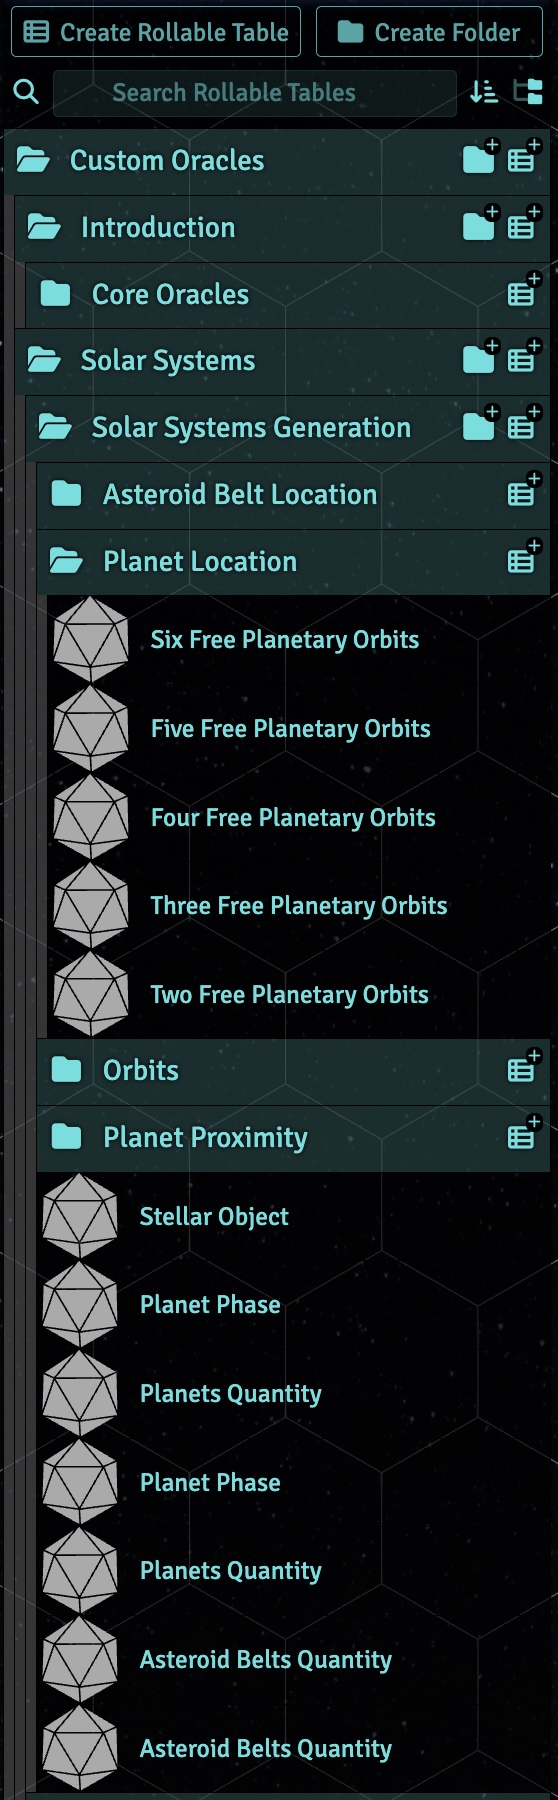 Create Rollable Table
Create Folder
Search Rollable Tables
Custom Oracles
Introduction
Core Oracles
Solar Systems
Solar Systems Generation
Asteroid Belt Location
Planet Location
Six Free Planetary Orbits
Five Free Planetary Orbits
Four Free Planetary Orbits
Three Free Planetary Orbits
Two Free Planetary Orbits
Orbits
Planet Proximity
Stellar Object
Planet Phase
Planets Quantity
Planet Phase
Planets Quantity
Asteroid Belts Quantity
Asteroid Belts Quantity